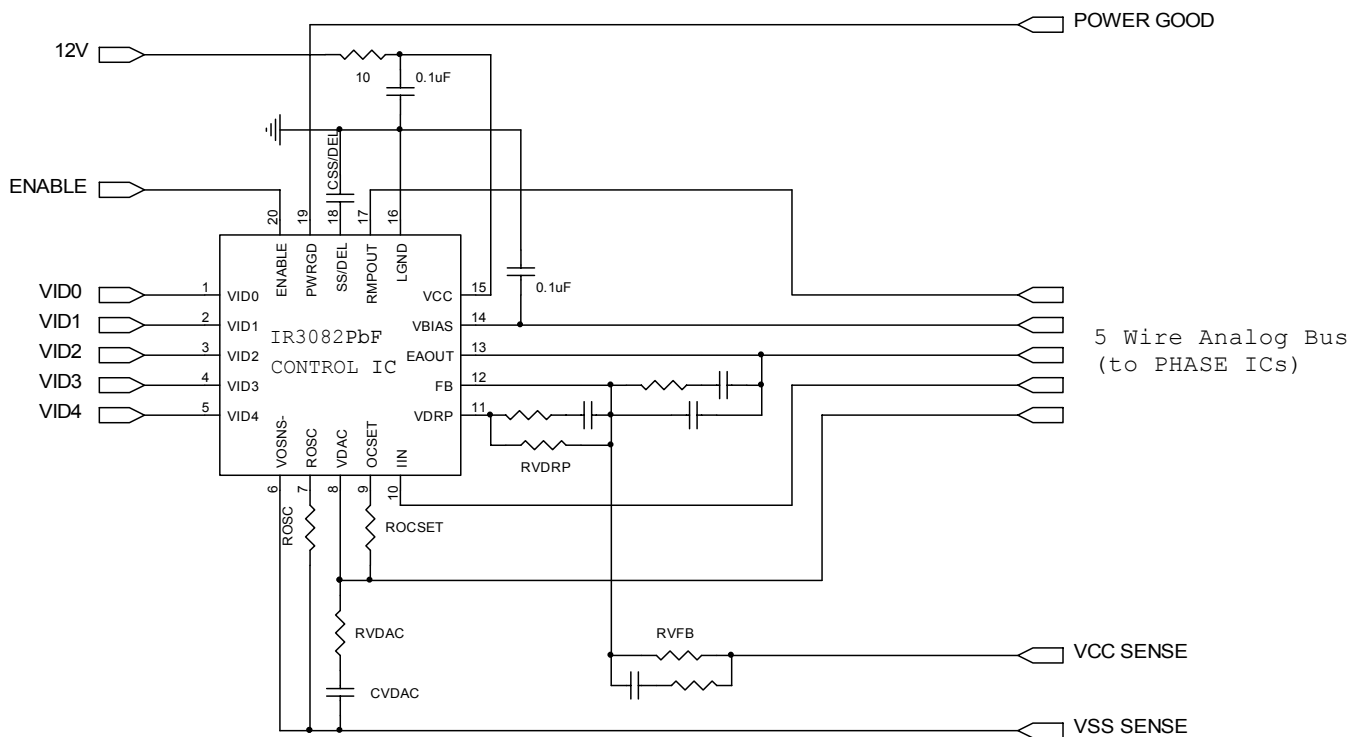 POWER GOOD
12V
10
0.1uF
CSS/DEL
ENABLE
20
19
18
17
16
ENABLE
PWRGD
SS/DEL
RMPOUT
LGND
0.1uF
VID0
1
VID0
VCC
15
VID1
2
VID1
VBIAS
14
VID2
3
VID2
EAOUT
13
VID3
4
VID3
FB
12
VID4
5
VID4
VDRP
11
IR3082PbF
CONTROL IC
5 Wire Analog Bus
(to PHASE ICs)
VOSNS-
ROSC
VDAC
OCSET
IIN
6
7
8
9
10
RVDRP
ROSC
ROCSET
RVDAC
RVFB
VCC SENSE
CVDAC
VSS SENSE